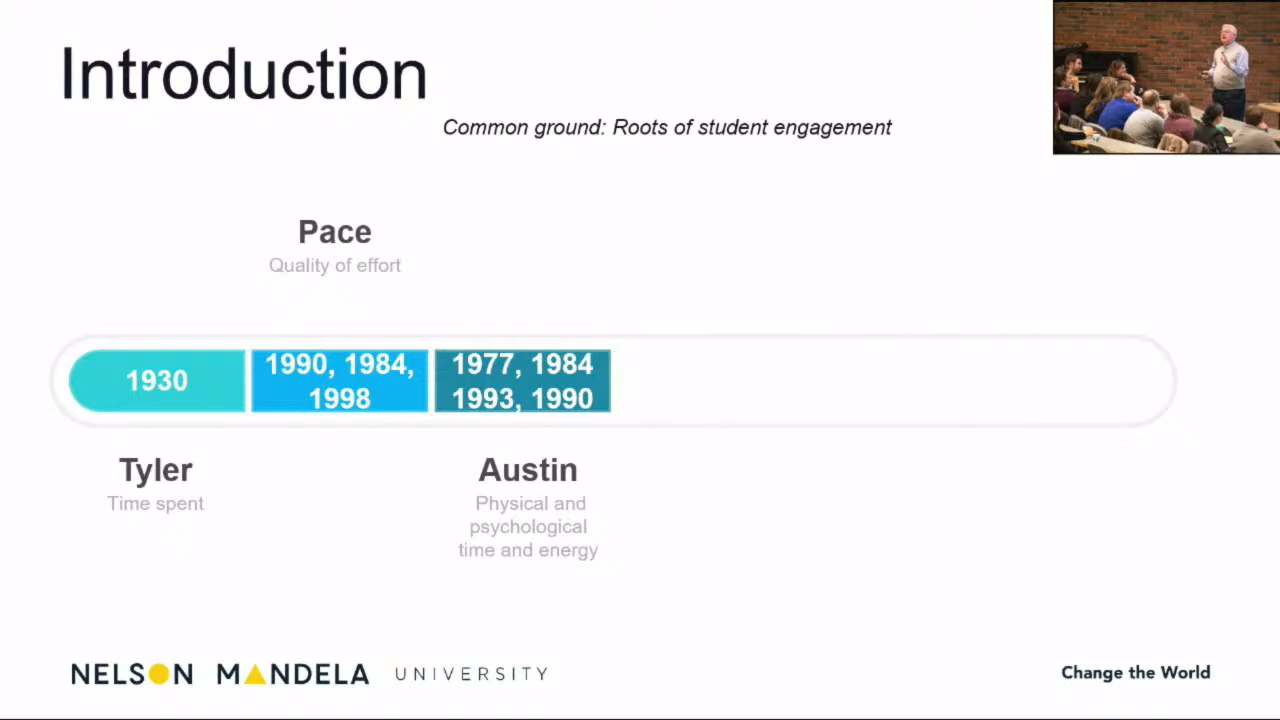 Introduction
Common ground: Roots of student engagement
Pace
Quality of effort
1930
1990, 1984,
1998
1977, 1984
1993, 1990
Tyler
Time spent
Austin
Physical and
psychological
time and energy
NELSON MANDELA UNIVERSITY
Change the World